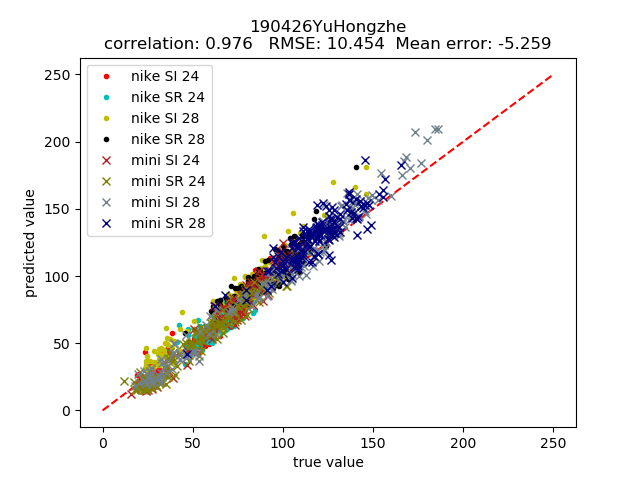 190426YuHongzhe
correlation: 0.976 RMSE: 10.454 Mean error: -5.259
nike SI 24
nike SR 24
nike SI 28
nike SR 28
mini SI 24
mini SR 24
mini SI 28
mini SR 28
predicted value
250
200
150
100
50
0
0 50 100 150 200 250
true value